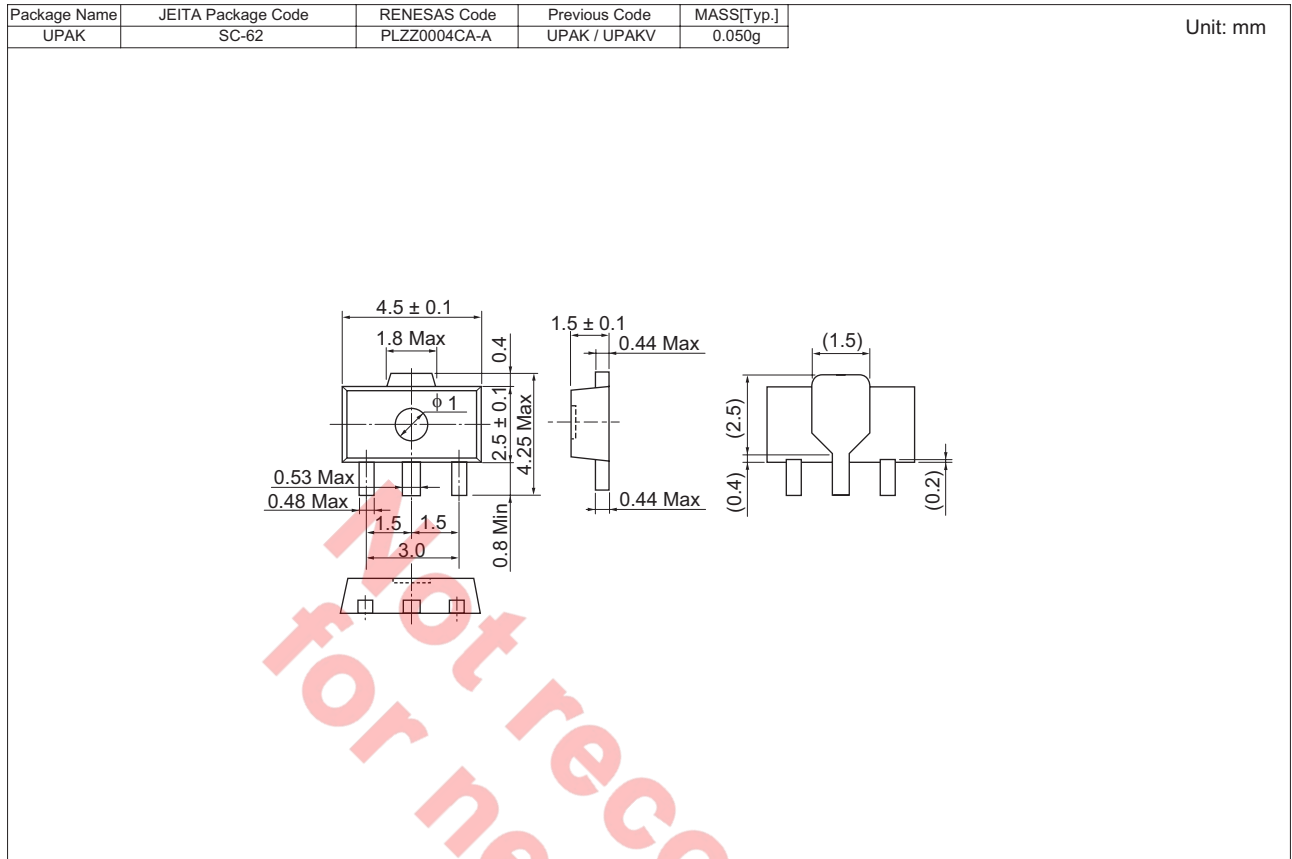 Package Name JEITA Package Code RENESAS Code Previous Code MASS[Typ.]
UPAK SC-62 PLZZ0004CA-A UPAK / UPAKV 0.050g
Unit: mm
4.5 ± 0.1
1.8 Max
0.4
φ 1
2.5 ± 0.1
4.25 Max
0.53 Max
0.48 Max
1.5 1.5
3.0
0.8 Min
1.5 ± 0.1
0.44 Max
0.44 Max
(1.5)
(2.5)
(0.4)
(0.2)
Not reco
for ne